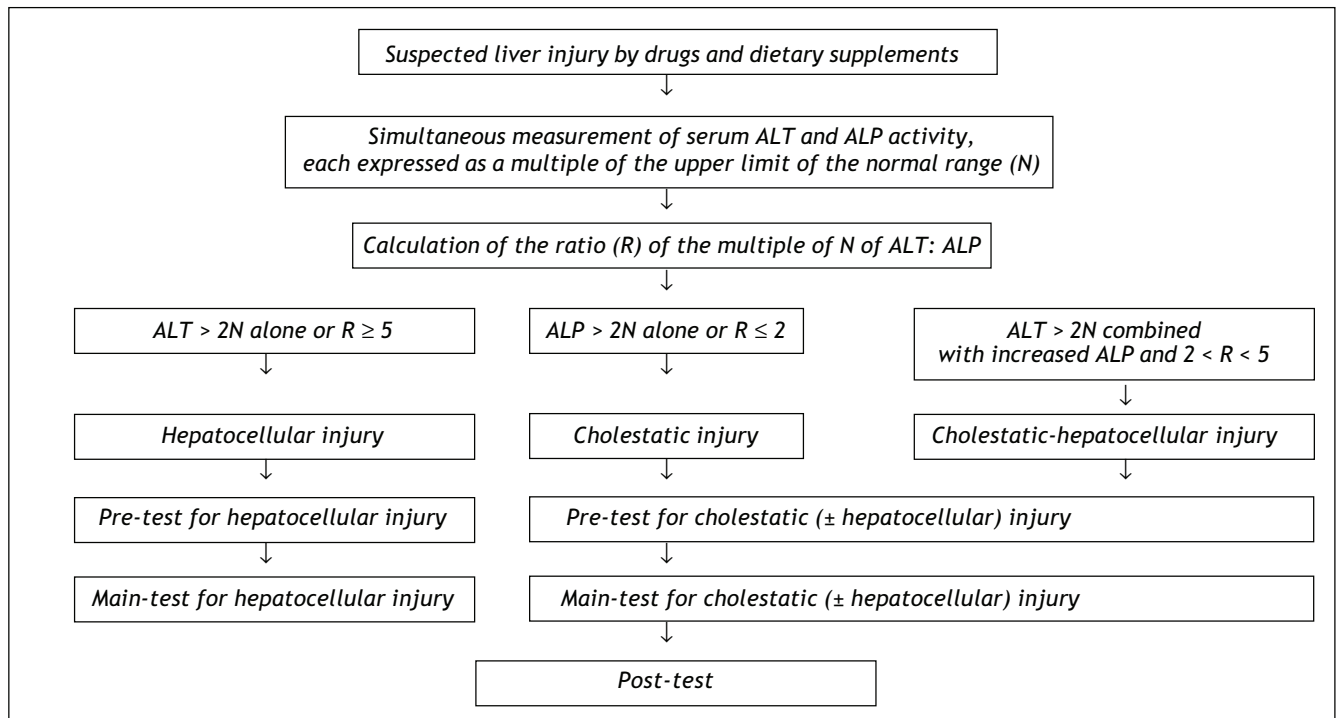 Suspected liver injury by drugs and dietary supplements
↓
Simultaneous measurement of serum ALT and ALP activity,
each expressed as a multiple of the upper limit of the normal range (N)
↓
Calculation of the ratio (R) of the multiple of N of ALT: ALP
↓
ALT > 2N alone or R ≥ 5
↓
Hepatocellular injury
↓
Pre-test for hepatocellular injury
↓
Main-test for hepatocellular injury
ALP > 2N alone or R ≤ 2
↓
Cholestatic injury
↓
ALT > 2N combined
with increased ALP and 2 < R < 5
↓
Cholestatic-hepatocellular injury
↓
Pre-test for cholestatic (± hepatocellular) injury
↓
Main-test for cholestatic (± hepatocellular) injury
↓
Post-test